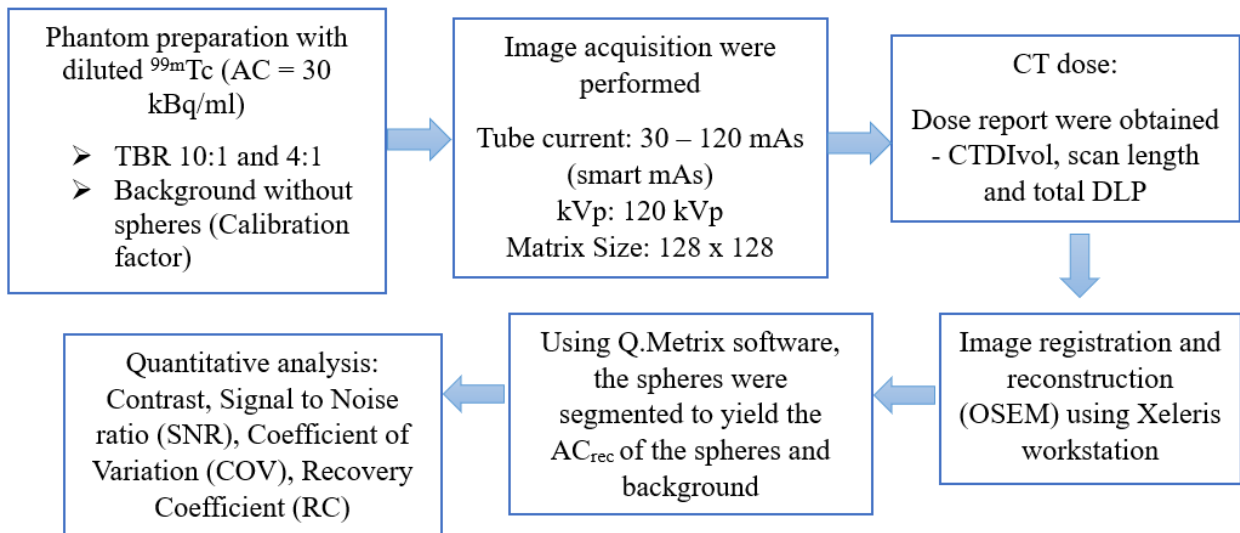 Phantom preparation with
diluted ⁹⁹ᵐTc (AC = 30
kBq/ml)
➢ TBR 10:1 and 4:1
➢ Background without
spheres (Calibration
factor)
Image acquisition were
performed
Tube current: 30 – 120 mAs
(smart mAs)
kVp: 120 kVp
Matrix Size: 128 x 128
CT dose:
Dose report were obtained
- CTDIvol, scan length
and total DLP
Image registration and
reconstruction
(OSEM) using Xeleris
workstation
Using Q.Metrix software,
the spheres were
segmented to yield the
ACrec of the spheres and
background
Quantitative analysis:
Contrast, Signal to Noise
ratio (SNR), Coefficient of
Variation (COV), Recovery
Coefficient (RC)